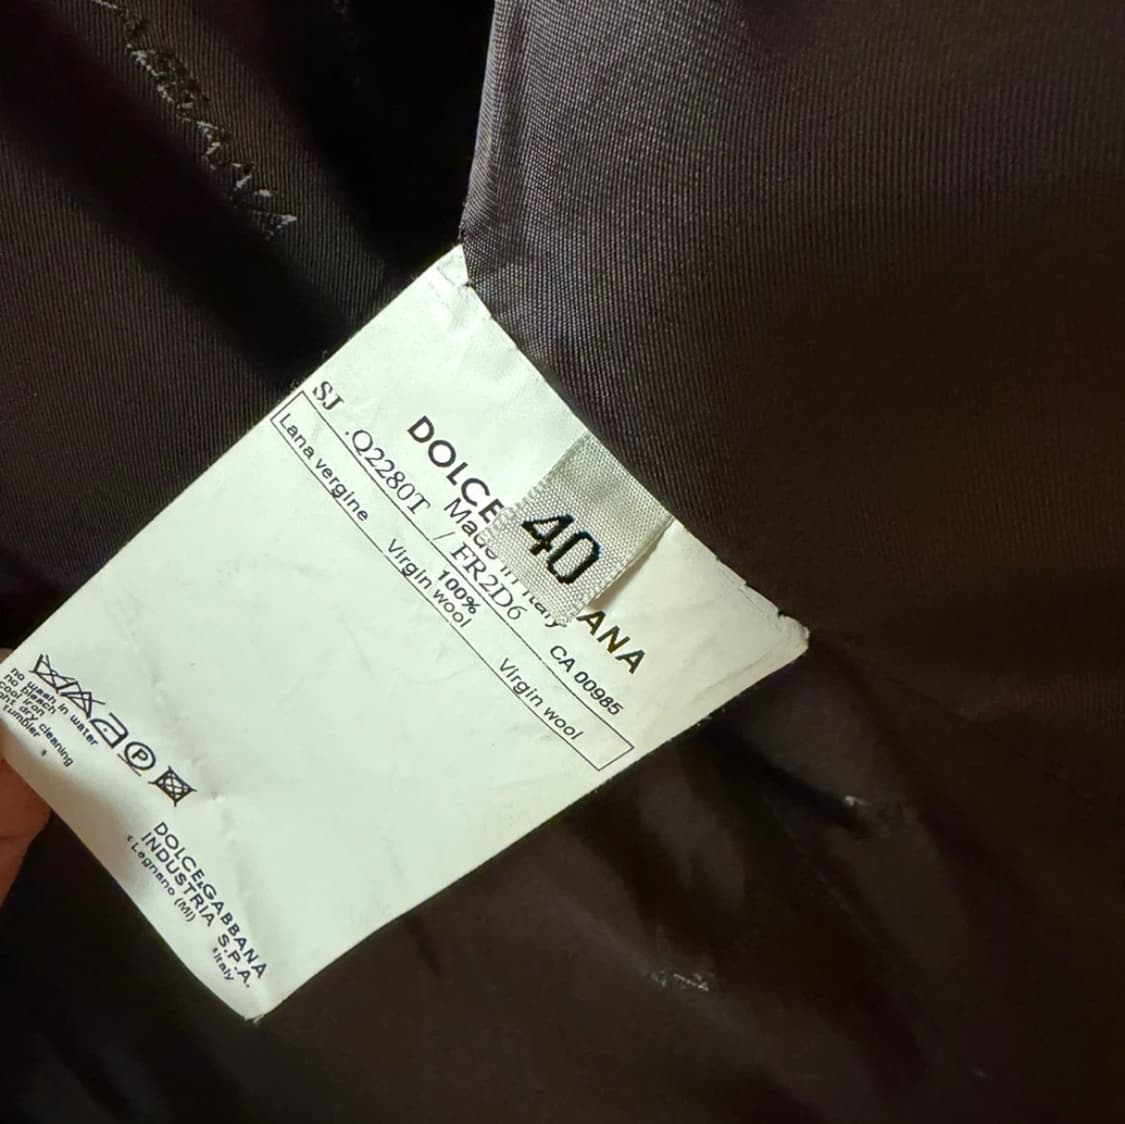 DOLCE
ANA
40
Made in Italy
SJ .Q2280T / FR2D6
CA 00985
Lana vergine 100% Virgin wool
Virgin wool
no wash in water
no bleach
cool iron
dry cleaning
tumbler
P
DOLCE&GABBANA
INDUSTRIA S.P.A.
Legnano (MI)
Italy